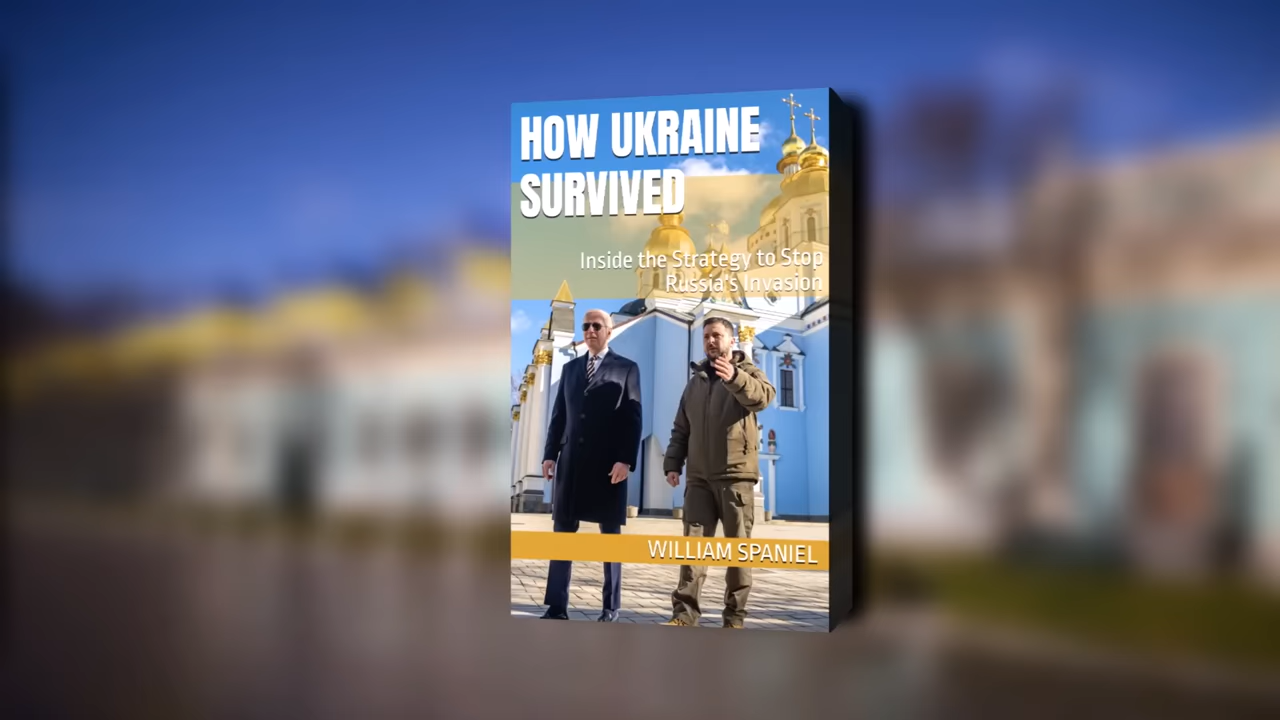 HOW UKRAINE
SURVIVED
Inside the Strategy to Stop
Russia's Invasion
WILLIAM SPANIEL